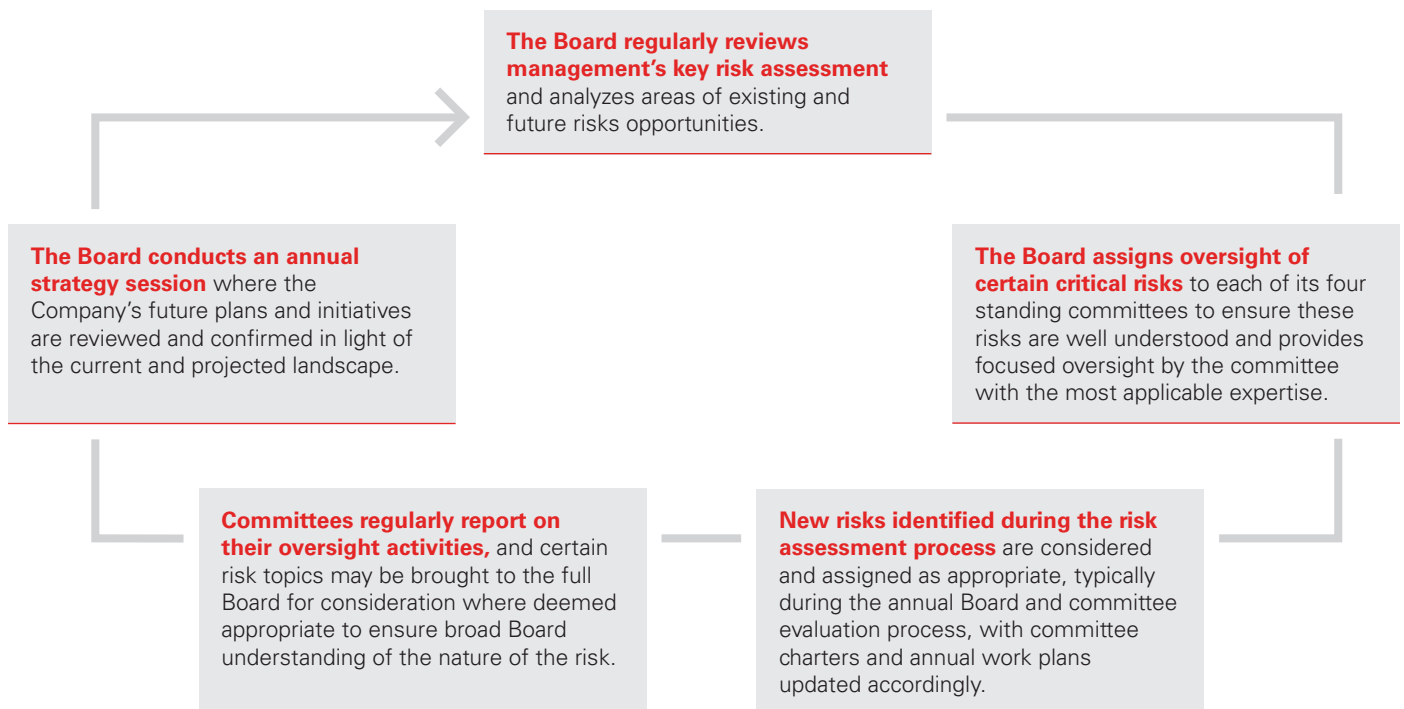 The Board regularly reviews
management’s key risk assessment
and analyzes areas of existing and
future risks opportunities.
The Board assigns oversight of
certain critical risks to each of its four
standing committees to ensure these
risks are well understood and provides
focused oversight by the committee
with the most applicable expertise.
New risks identified during the risk
assessment process are considered
and assigned as appropriate, typically
during the annual Board and committee
evaluation process, with committee
charters and annual work plans
updated accordingly.
Committees regularly report on
their oversight activities, and certain
risk topics may be brought to the full
Board for consideration where deemed
appropriate to ensure broad Board
understanding of the nature of the risk.
The Board conducts an annual
strategy session where the
Company’s future plans and initiatives
are reviewed and confirmed in light of
the current and projected landscape.